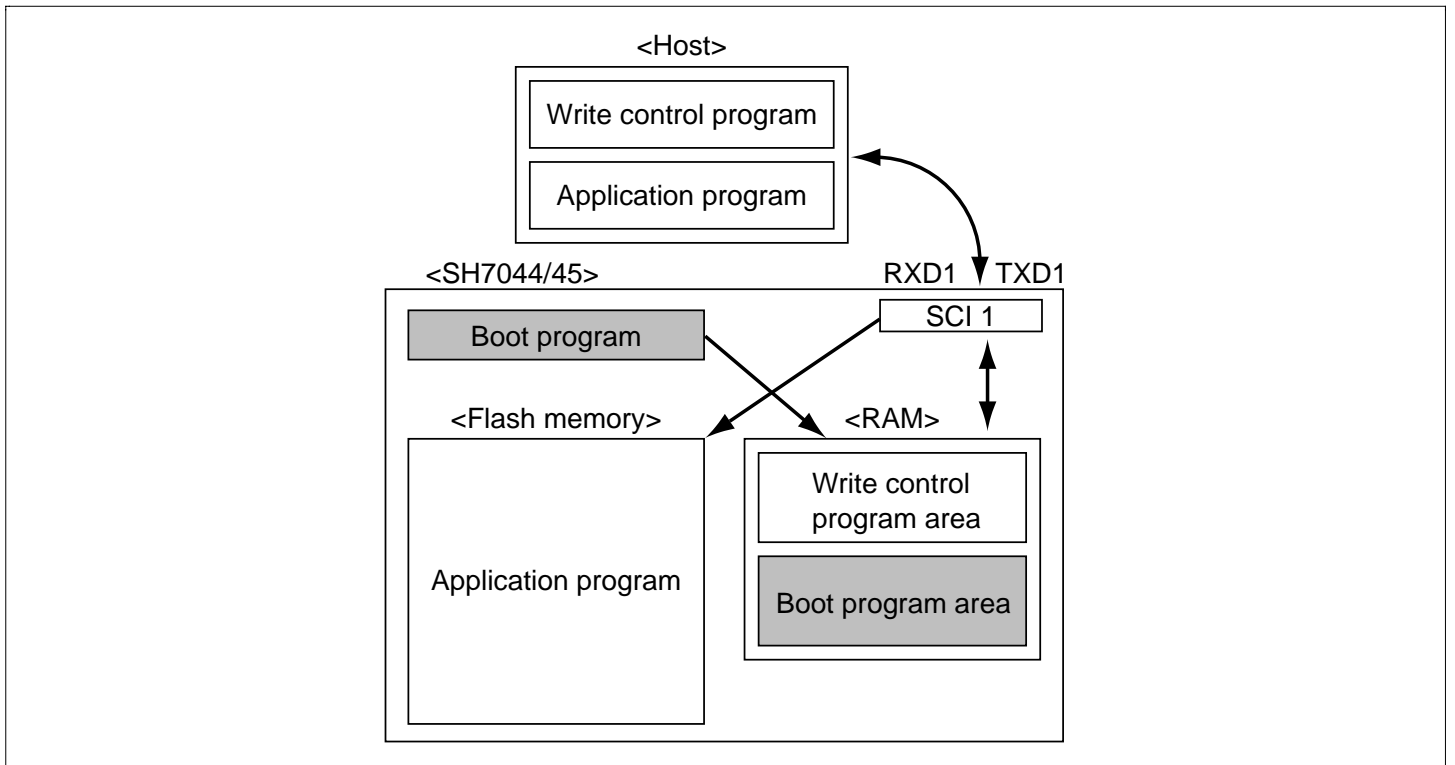 <Host>
Write control program
Application program
<SH7044/45>
RXD1
TXD1
SCI 1
Boot program
<Flash memory>
<RAM>
Write control
program area
Application program
Boot program area